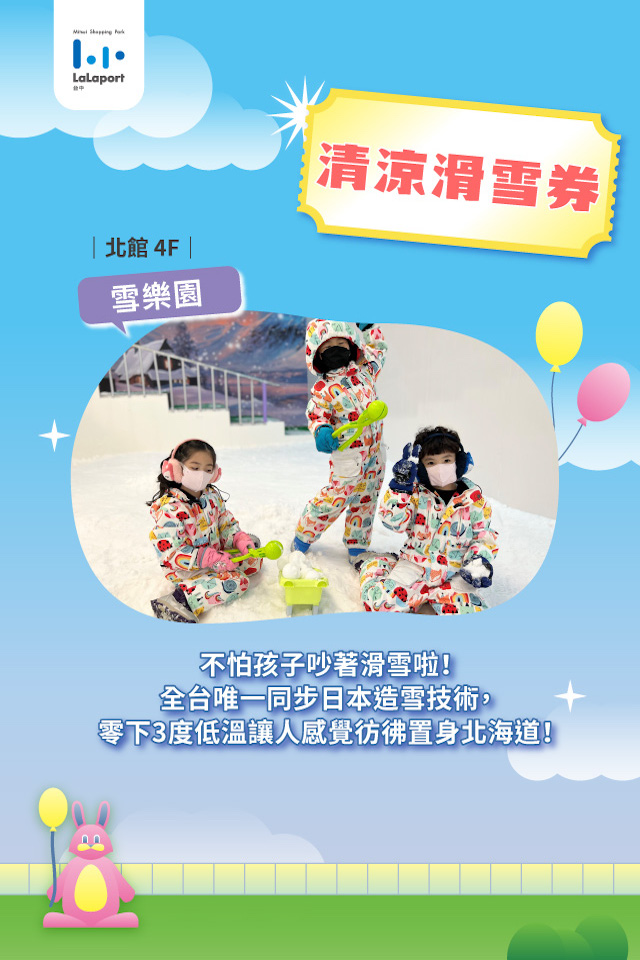 Mitsui Shopping Park
LaLaport
台中
清涼滑雪券
｜北館 4F｜
雪樂園
不怕孩子吵著滑雪啦！
全台唯一同步日本造雪技術，
零下3度低溫讓人感覺彷彿置身北海道！